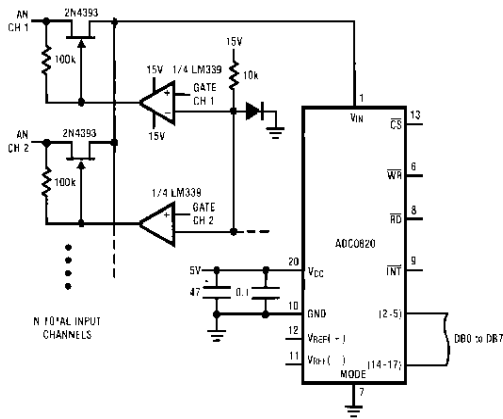 AN
CH 1
2N4393
100k
15V
1/4 LM339
GATE
CH 1
15V
15V
10k
AN
CH 2
2N4393
100k
1/4 LM339
GATE
CH 2
N TOTAL INPUT
CHANNELS
5V
47
0.1
1
VIN
CS
13
WR
6
RD
8
ADC0820
INT
9
20
VCC
10
GND
12
VREF(-)
11
VREF(
(2-5)
(14-17)
DB0 to DB7
MODE
7